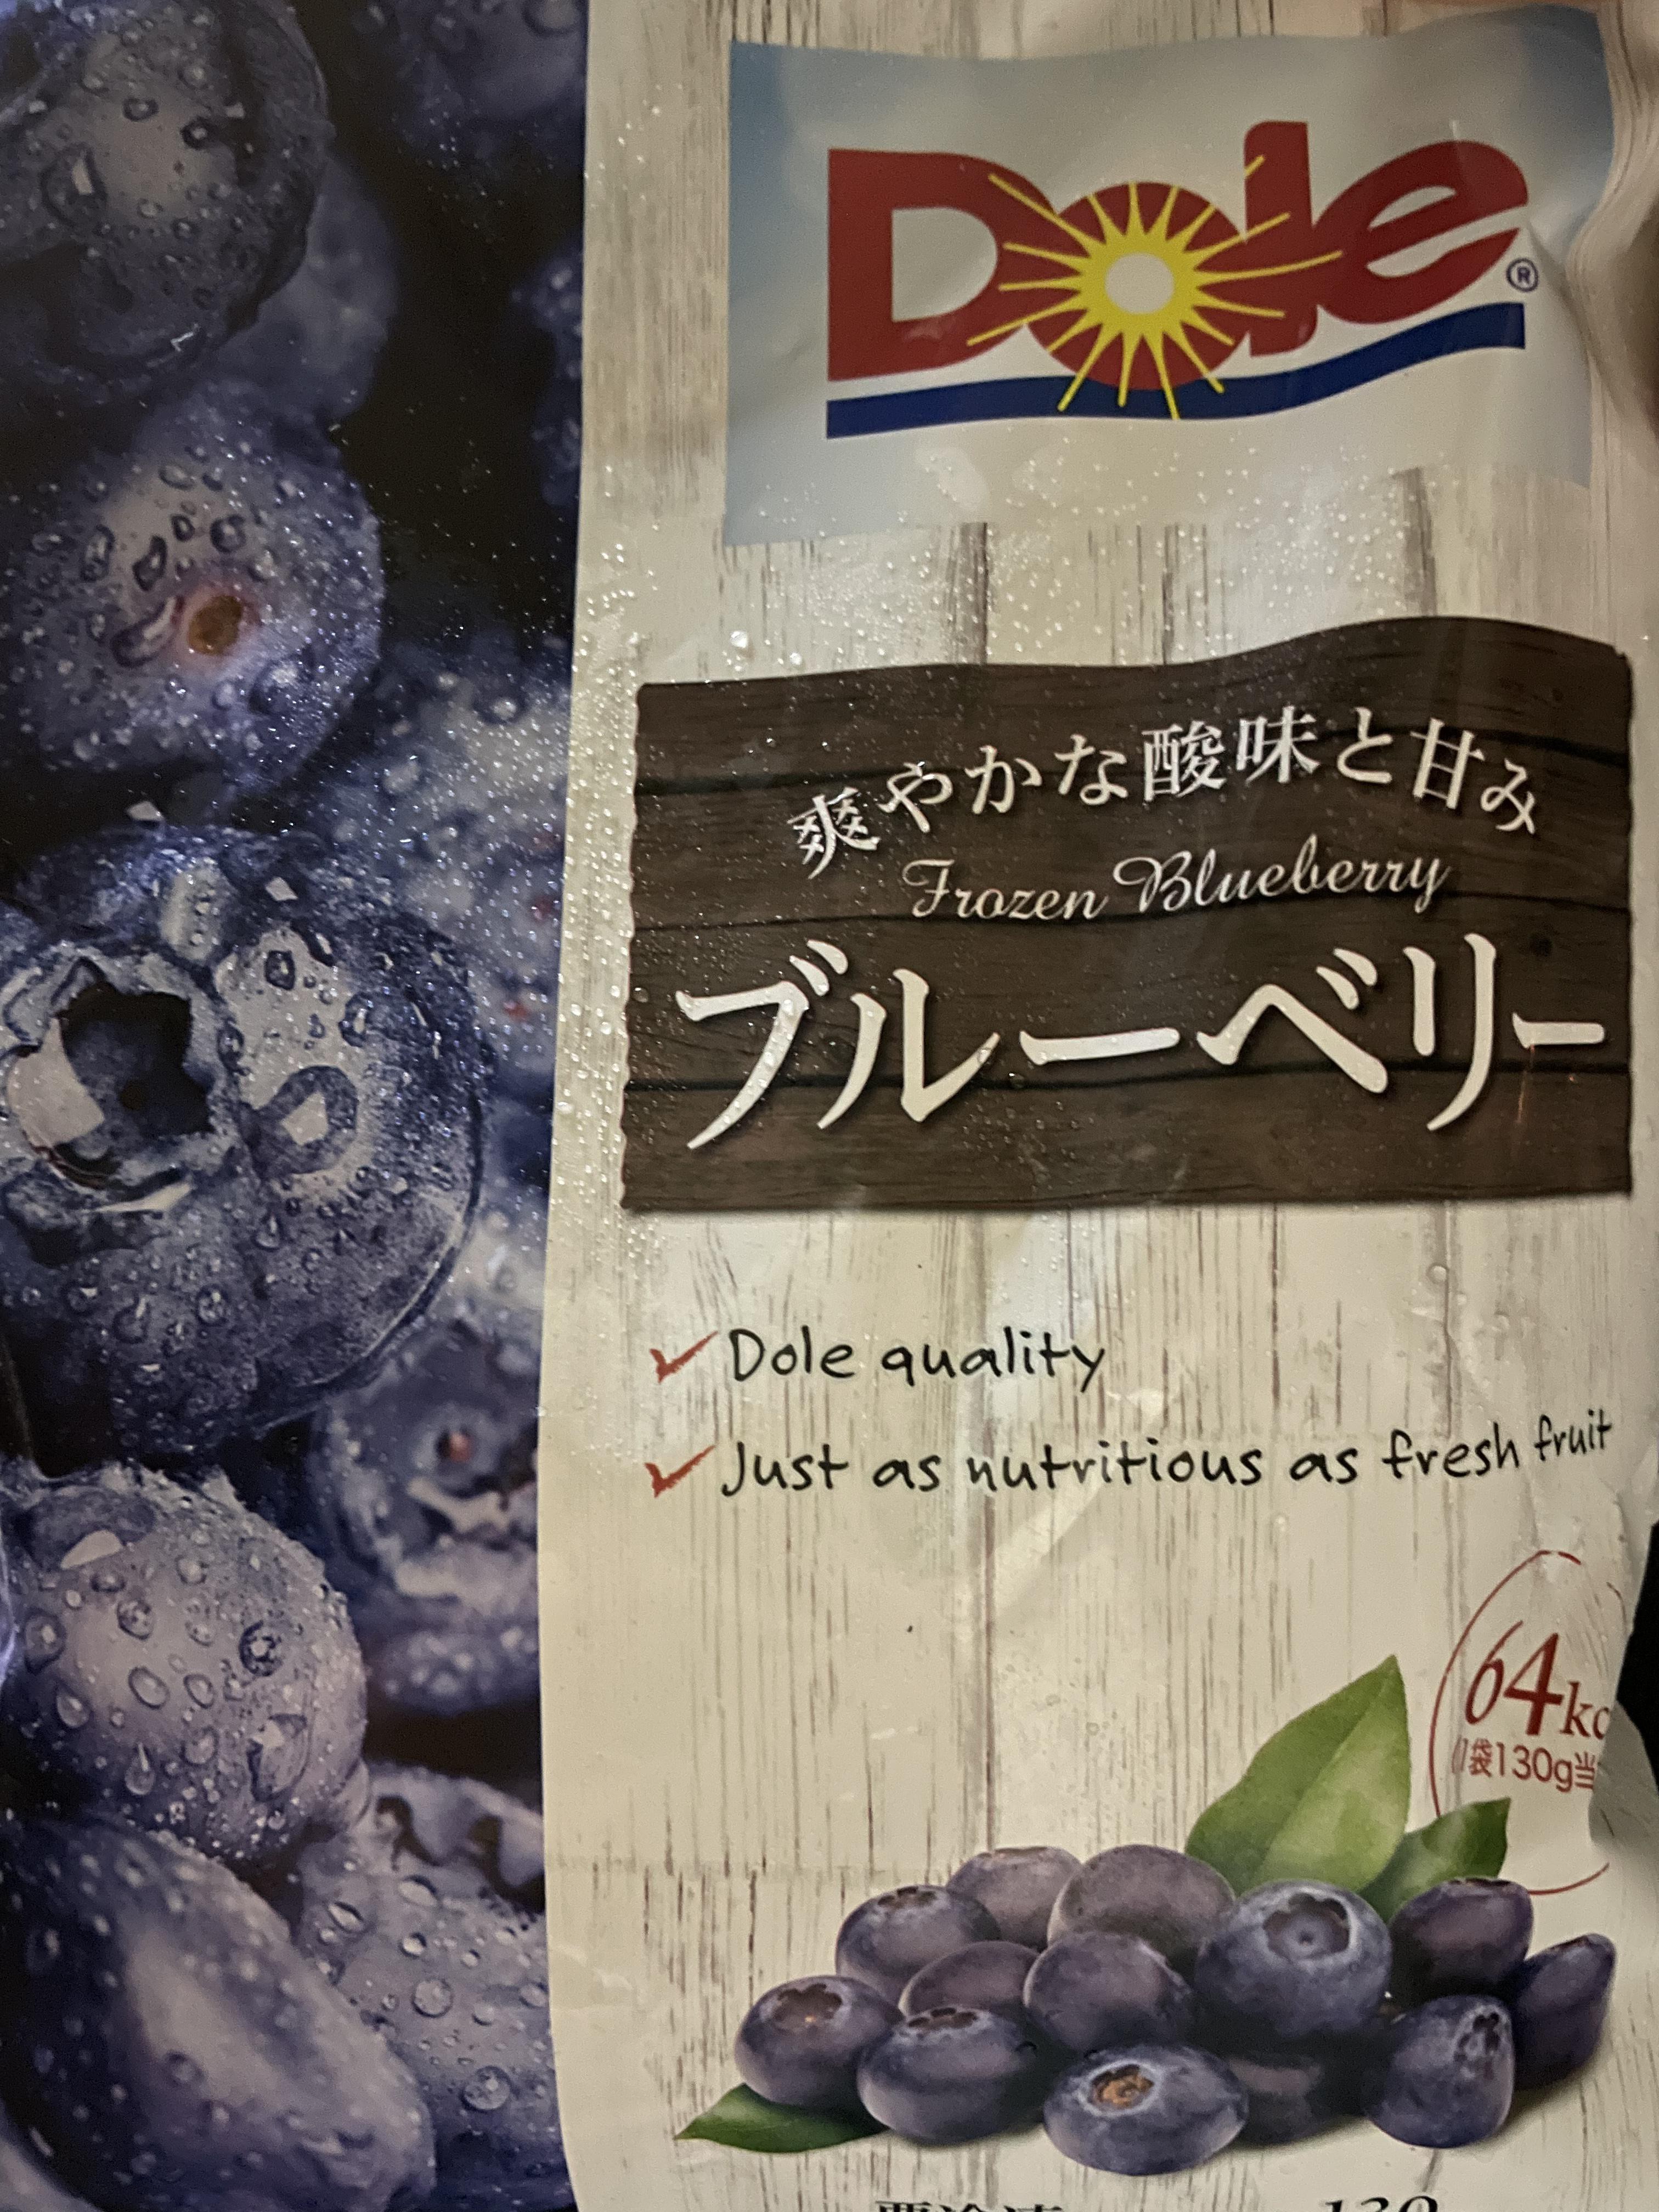 Dole®
爽やかな酸味と甘み
Frozen Blueberry
ブルーベリー
Dole quality
Just as nutritious as fresh fruit
64kc
1袋130g当
130